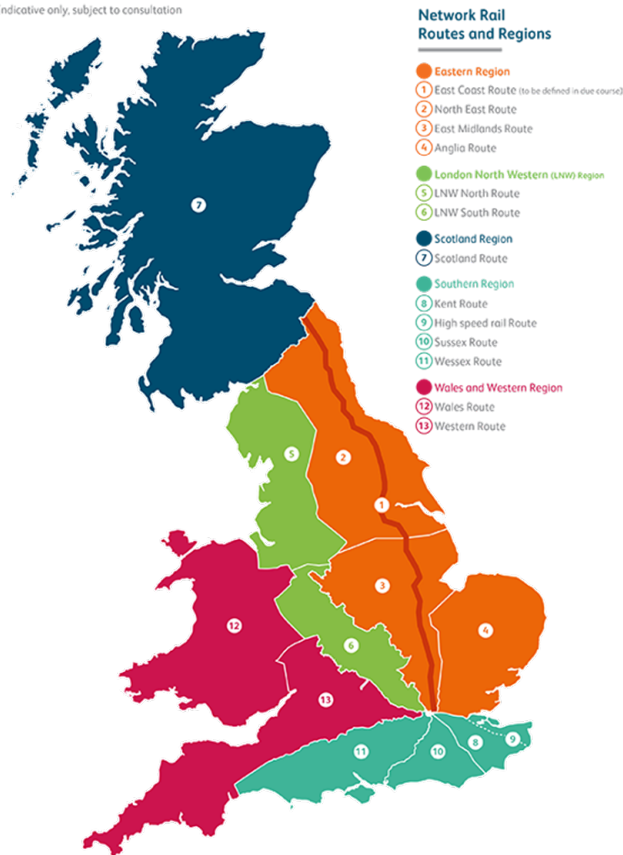 indicative only, subject to consultation
Network Rail
Routes and Regions
Eastern Region
1 East Coast Route (to be defined in due course)
2 North East Route
3 East Midlands Route
4 Anglia Route
London North Western (LNW) Region
5 LNW North Route
6 LNW South Route
Scotland Region
7 Scotland Route
Southern Region
8 Kent Route
9 High speed rail Route
10 Sussex Route
11 Wessex Route
Wales and Western Region
12 Wales Route
13 Western Route
7
5
2
1
3
4
12
6
13
11
10
8
9